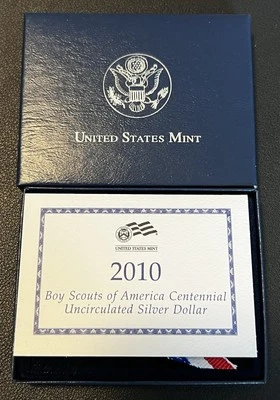 UNITED STATES MINT
UNITED STATES MINT
2010
Boy Scouts of America Centennial
Uncirculated Silver Dollar